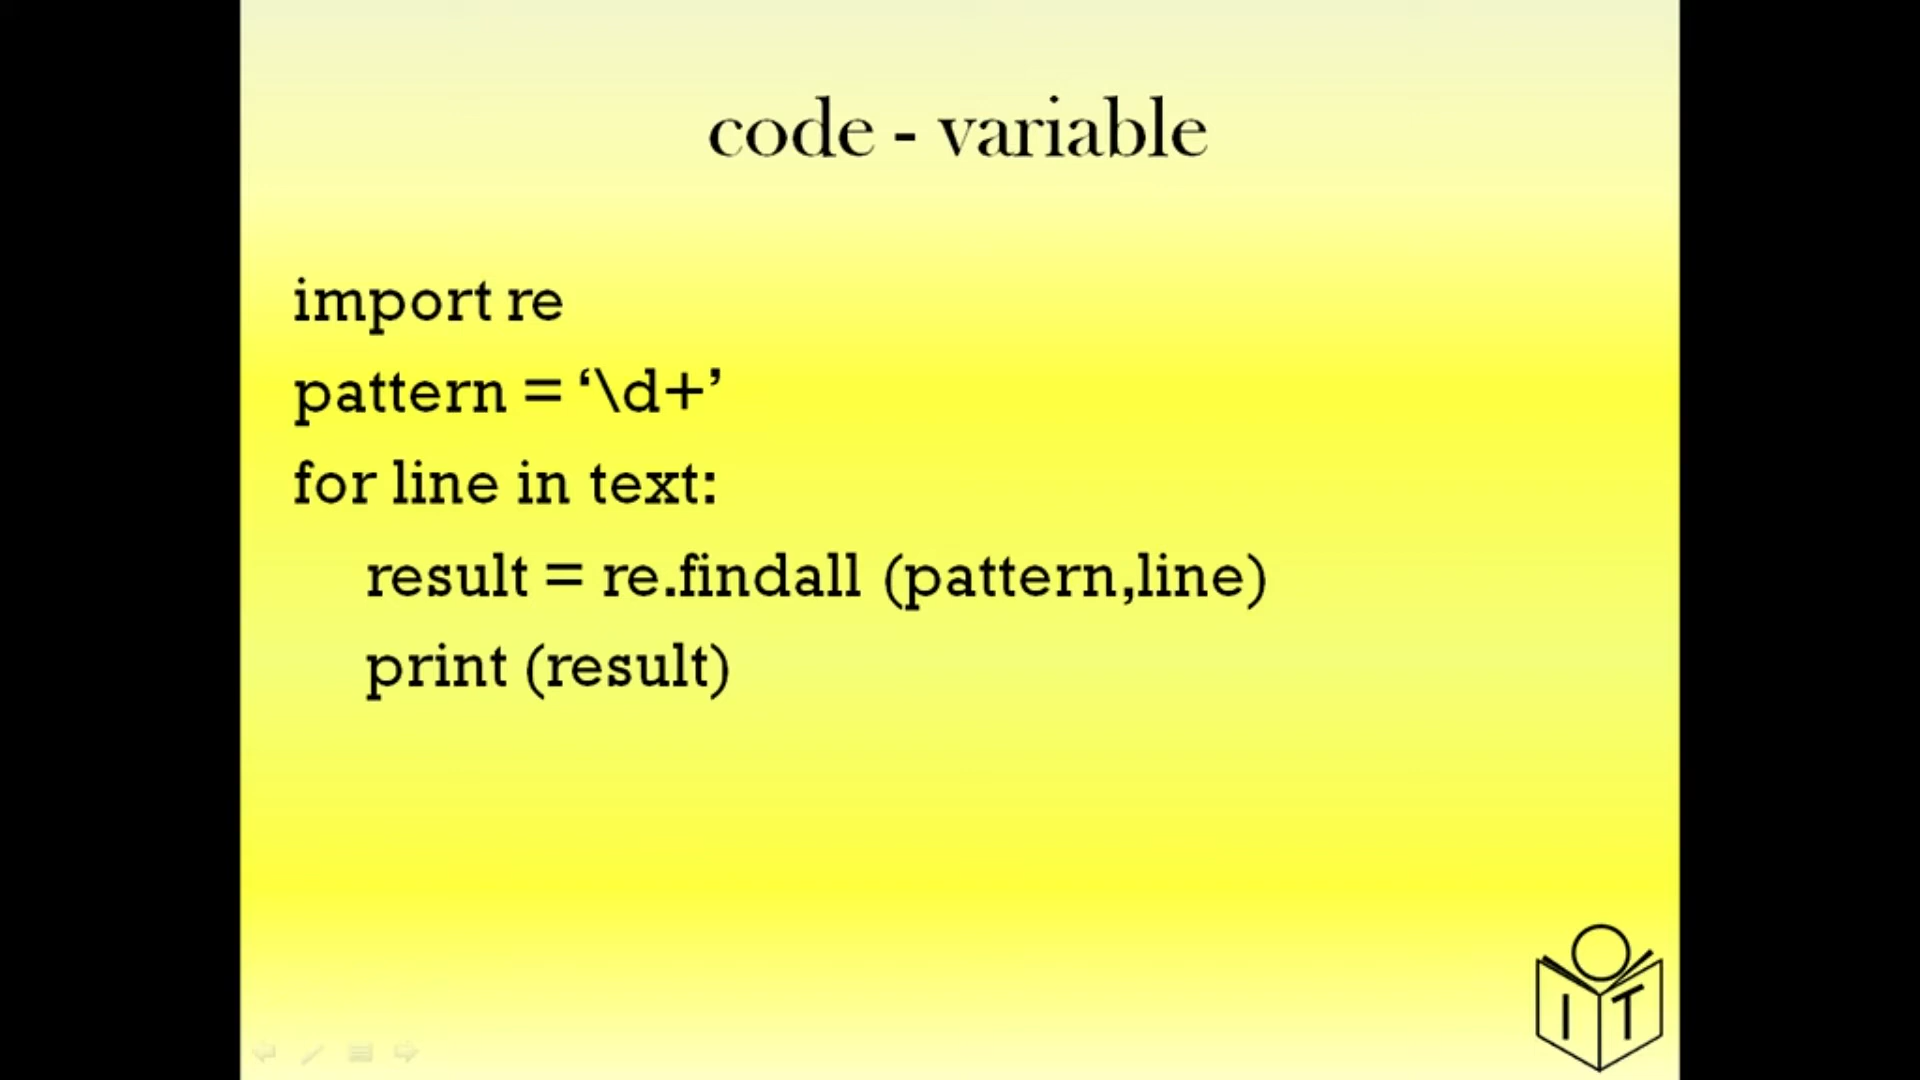 code - variable
import re
pattern = ‘\d+’
for line in text:
result = re.findall (pattern,line)
print (result)
I T